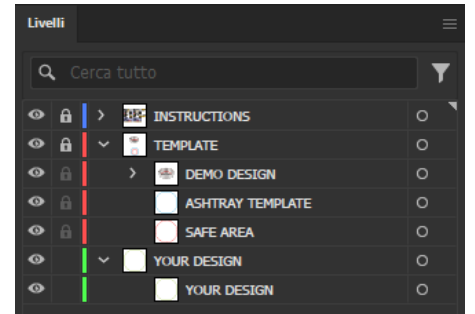 Livelli
Cerca tutto
INSTRUCTIONS
TEMPLATE
DEMO DESIGN
ASHTRAY TEMPLATE
SAFE AREA
YOUR DESIGN
YOUR DESIGN